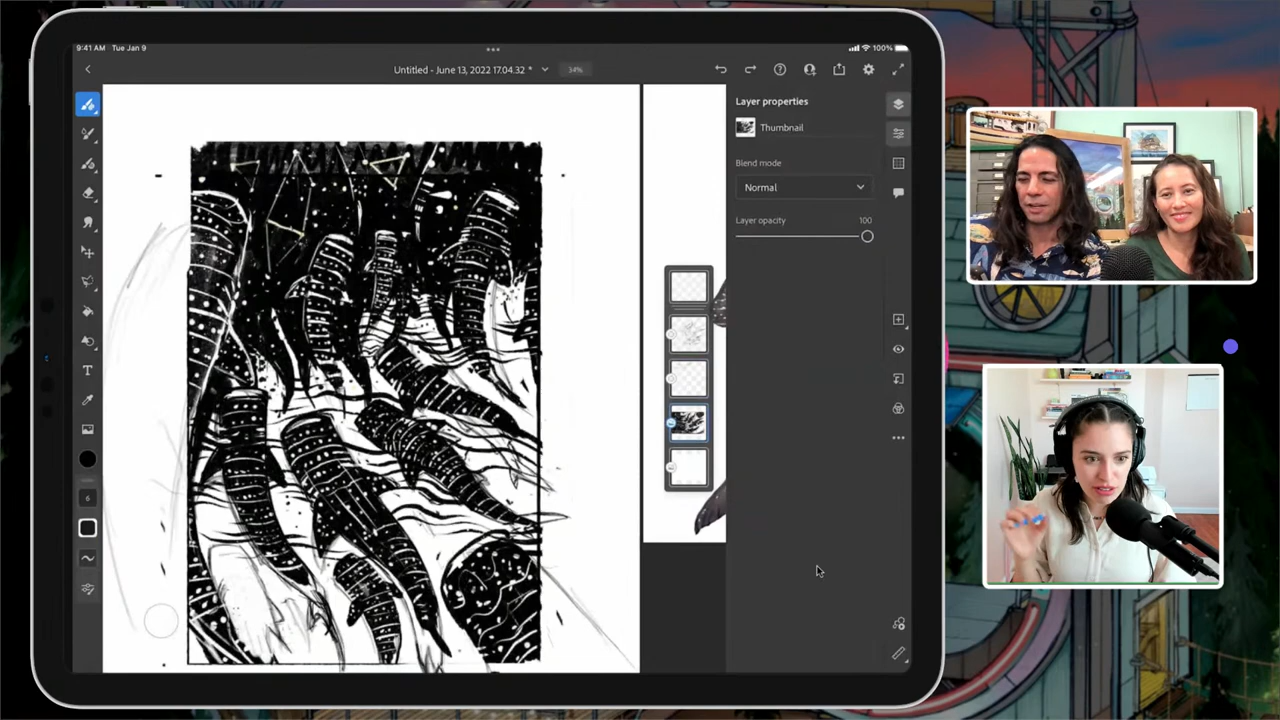 9:41 AM Tue Jan 9
100%
Untitled - June 13, 2022 17.04.32 *
34%
Layer properties
Thumbnail
Blend mode
Normal
Layer opacity 100
T
6